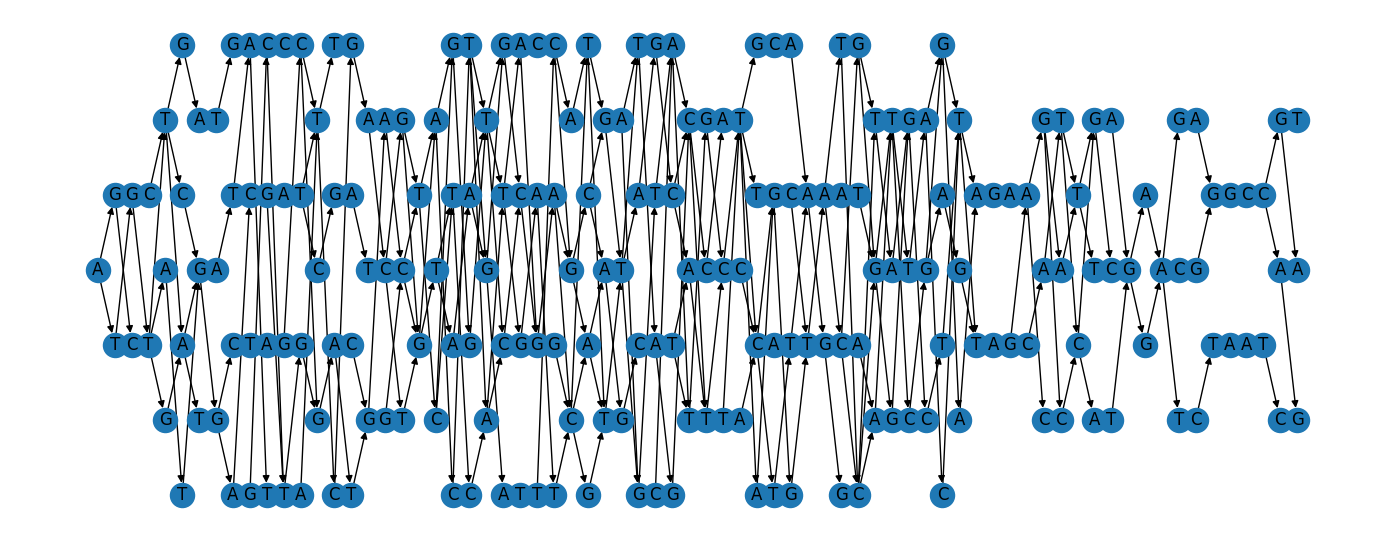 G GACCC TG GT GACC T TGA GCA TG G
T AT T AAG A T A GA CGAT TTGA T GT GA GA GT
GGC C TCGAT GA T TA TCAA C ATC TGCAAAT A AGAA T A GGCC
A A GA C TCC T G G AT ACCC GATG G AA TCG ACG AA
TCT A CTAGG AC G AG CGGG A CAT CATTGCA T TAGC C G TAAT
G TG G GGT C A C TG TTTA AGCC A CC AT TC CG
T AGTTA CT CC ATTT G GCG ATG GC C